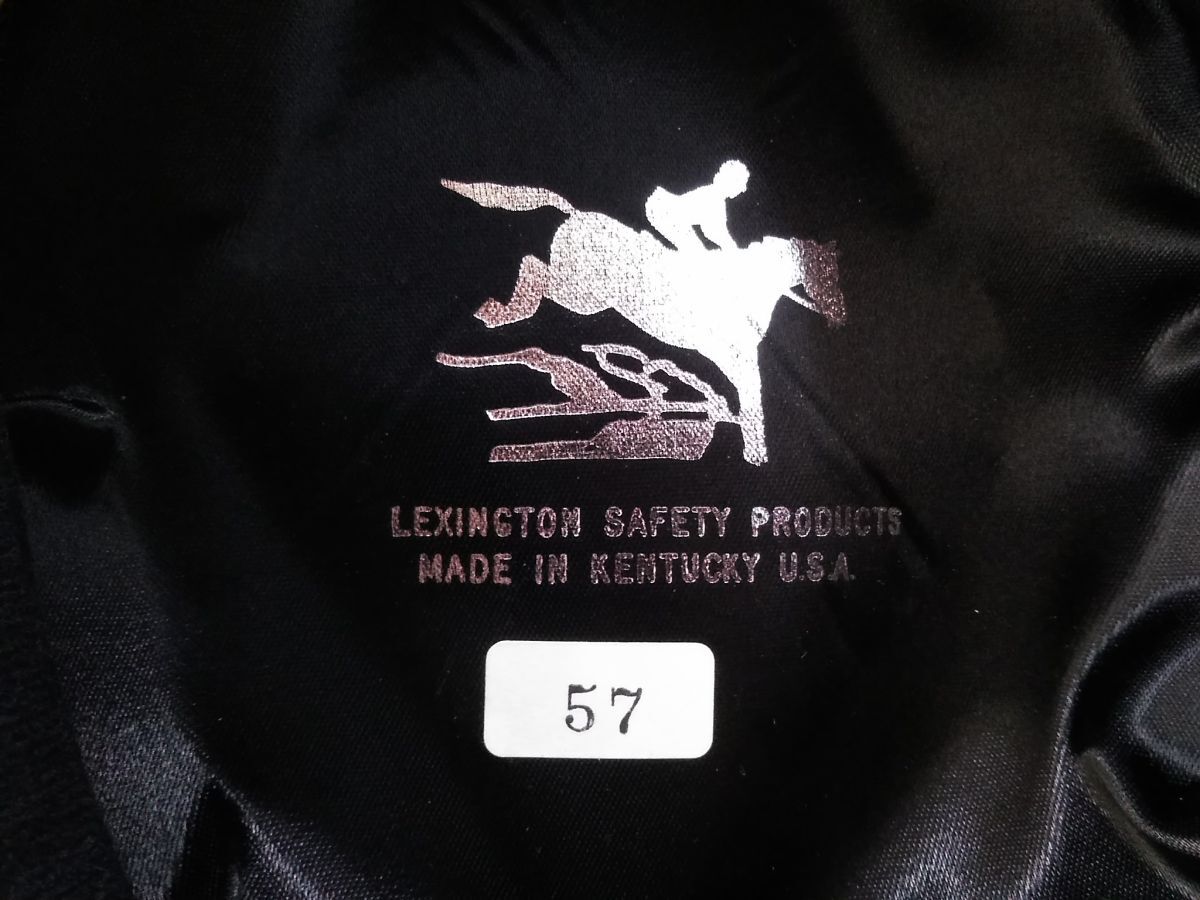 LEXINGTON SAFETY PRODUCTS
MADE IN KENTUCKY U.S.A.
57